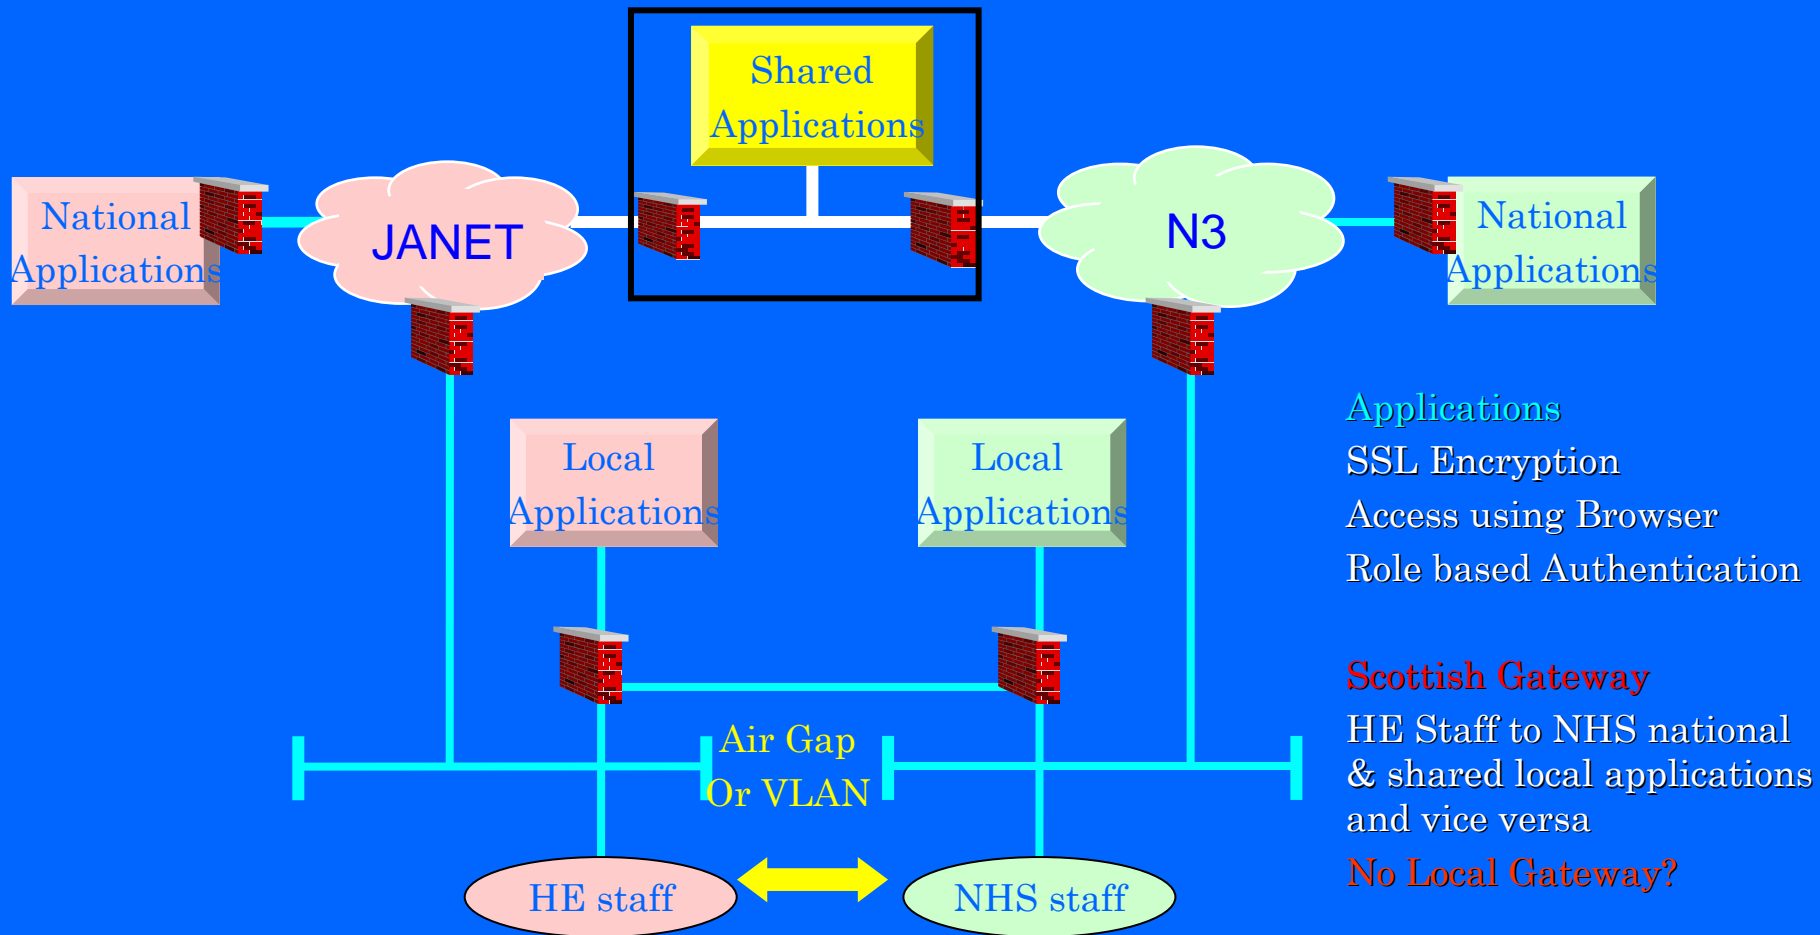 Shared
Applications
National
Applications
JANET
N3
National
Applications
Local
Applications
Local
Applications
Applications
SSL Encryption
Access using Browser
Role based Authentication
Scottish Gateway
HE Staff to NHS national
& shared local applications
and vice versa
No Local Gateway?
Air Gap
Or VLAN
HE staff
NHS staff